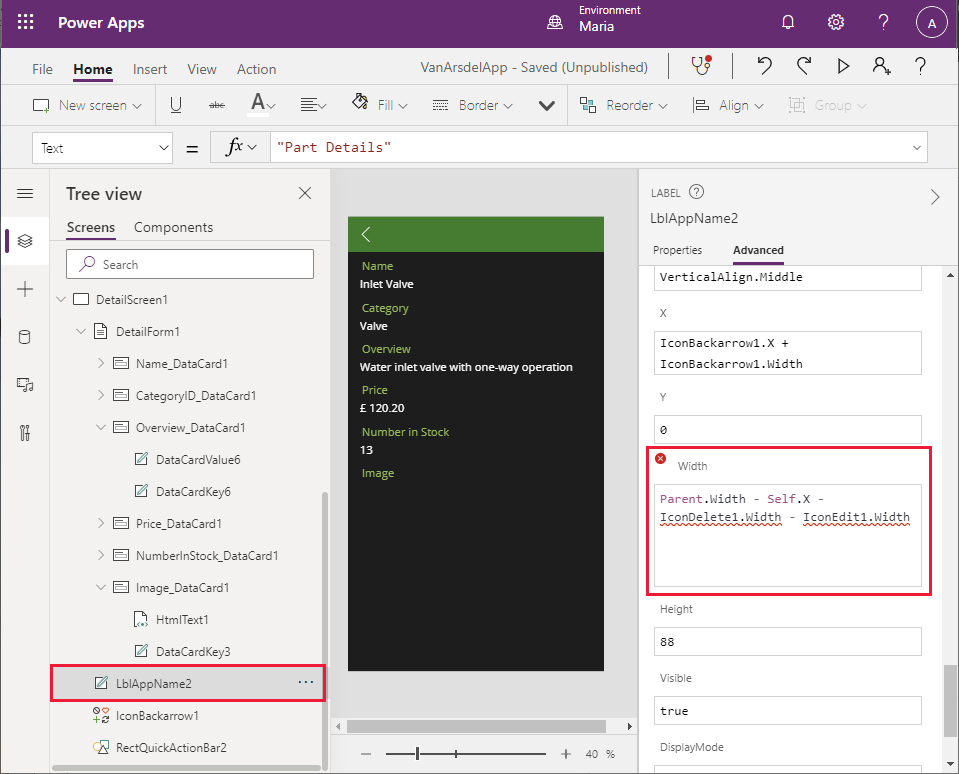 Power Apps
Environment
Maria
A
File Home Insert View Action
VanArsdelApp - Saved (Unpublished)
New screen
abc
A
Fill
Border
Reorder
Align
Group
Text
=
fx
"Part Details"
Tree view
Screens Components
Search
DetailScreen1
DetailForm1
Name_DataCard1
CategoryID_DataCard1
Overview_DataCard1
DataCardValue6
DataCardKey6
Price_DataCard1
NumberInStock_DataCard1
Image_DataCard1
HtmlText1
DataCardKey3
LblAppName2
IconBackarrow1
RectQuickActionBar2
Name
Inlet Valve
Category
Valve
Overview
Water inlet valve with one-way operation
Price
£ 120.20
Number in Stock
13
Image
40 %
LABEL
LblAppName2
Properties Advanced
VerticalAlign.Middle
X
IconBackarrow1.X +
IconBackarrow1.Width
Y
0
Width
Parent.Width - Self.X -
IconDelete1.Width - IconEdit1.Width
Height
88
Visible
true
DisplayMode